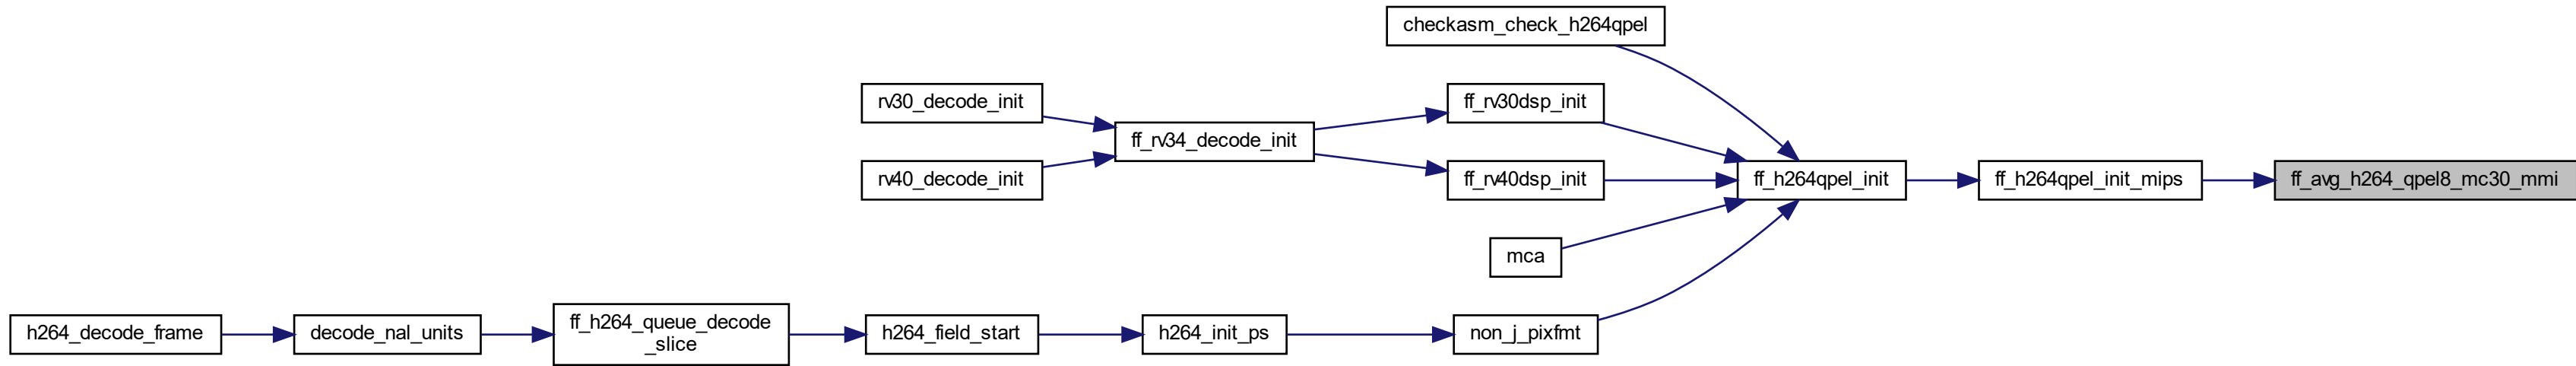 checkasm_check_h264qpel
rv30_decode_init
ff_rv30dsp_init
ff_rv34_decode_init
rv40_decode_init
ff_rv40dsp_init
ff_h264qpel_init
ff_h264qpel_init_mips
ff_avg_h264_qpel8_mc30_mmi
mca
h264_decode_frame
decode_nal_units
ff_h264_queue_decode
_slice
h264_field_start
h264_init_ps
non_j_pixfmt